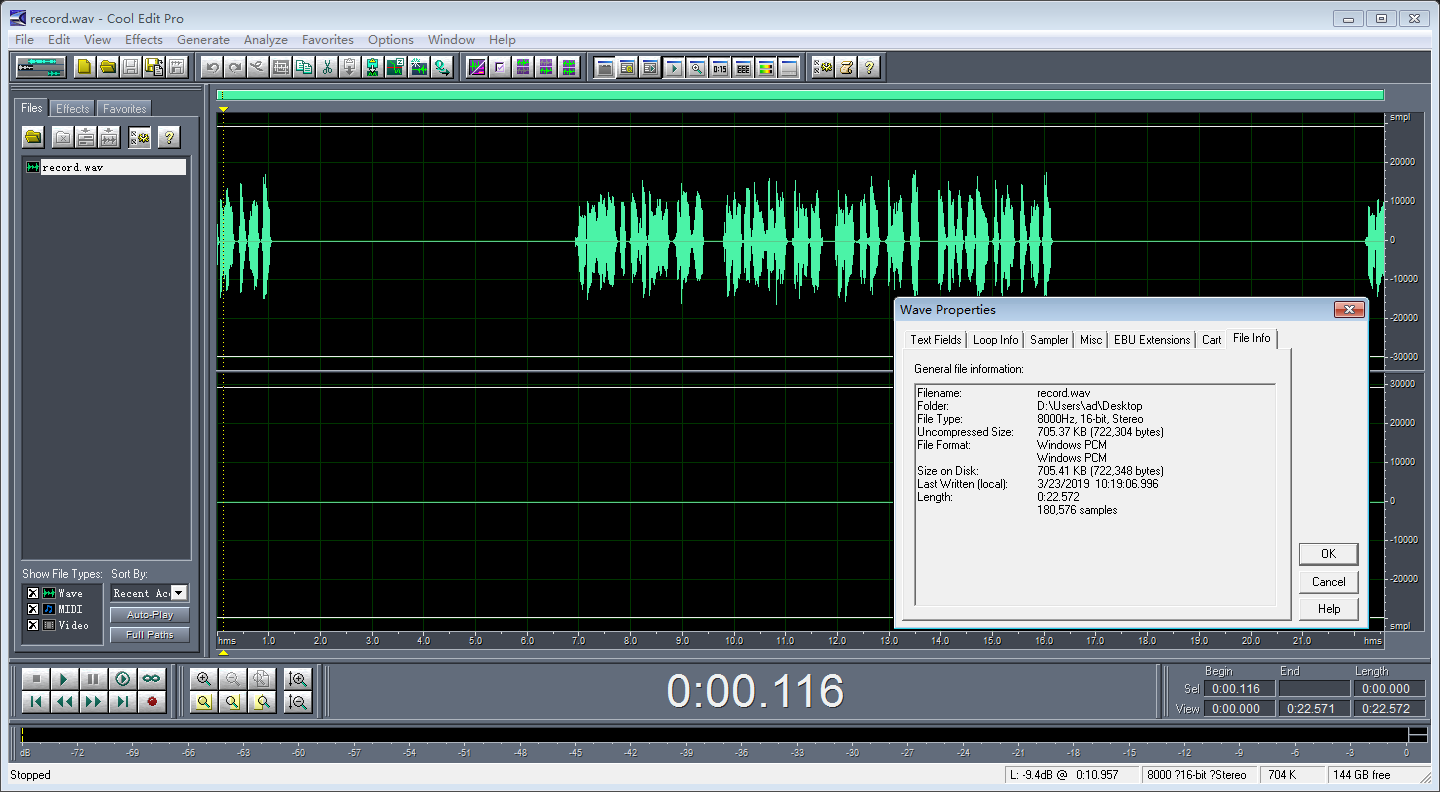 record.wav - Cool Edit Pro
File Edit View Effects Generate Analyze Favorites Options Window Help
0:15
Files Effects Favorites
record.wav
smpl
20000
10000
0
-10000
-20000
-30000
30000
20000
10000
0
-10000
-20000
smpl
hms 1.0 2.0 3.0 4.0 5.0 6.0 7.0 8.0 9.0 10.0 11.0 12.0 13.0 14.0 15.0 16.0 17.0 18.0 19.0 20.0 21.0 hms
Wave Properties
Text Fields Loop Info Sampler Misc EBU Extensions Cart File Info
General file information:
Filename: record.wav
Folder: D:\Users\ad\Desktop
File Type: 8000Hz, 16-bit, Stereo
Uncompressed Size: 705.37 KB (722,304 bytes)
File Format: Windows PCM
Windows PCM
Size on Disk: 705.41 KB (722,348 bytes)
Last Written (local): 3/23/2019 10:19:06.996
Length: 0:22.572
180,576 samples
OK
Cancel
Help
Show File Types: Sort By:
Wave Recent Ac
MIDI Auto-Play
Video Full Paths
0:00.116
Begin End Length
Sel 0:00.116 0:00.000
View 0:00.000 0:22.571 0:22.572
dB -72 -69 -66 -63 -60 -57 -54 -51 -48 -45 -42 -39 -36 -33 -30 -27 -24 -21 -18 -15 -12 -9 -6 -3 0
Stopped L: -9.4dB @ 0:10.957 8000 ?16-bit ?Stereo 704 K 144 GB free